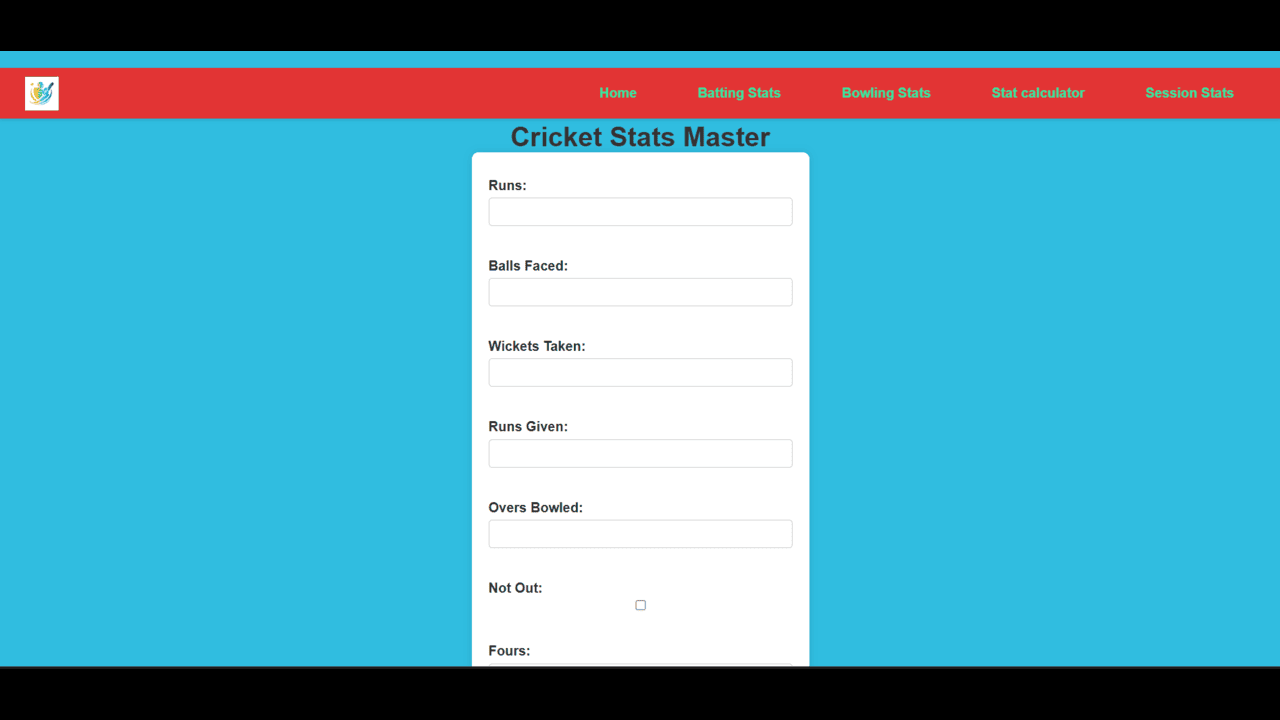 Home Batting Stats Bowling Stats Stat calculator Session Stats
Cricket Stats Master
Runs:
Balls Faced:
Wickets Taken:
Runs Given:
Overs Bowled:
Not Out:
Fours: